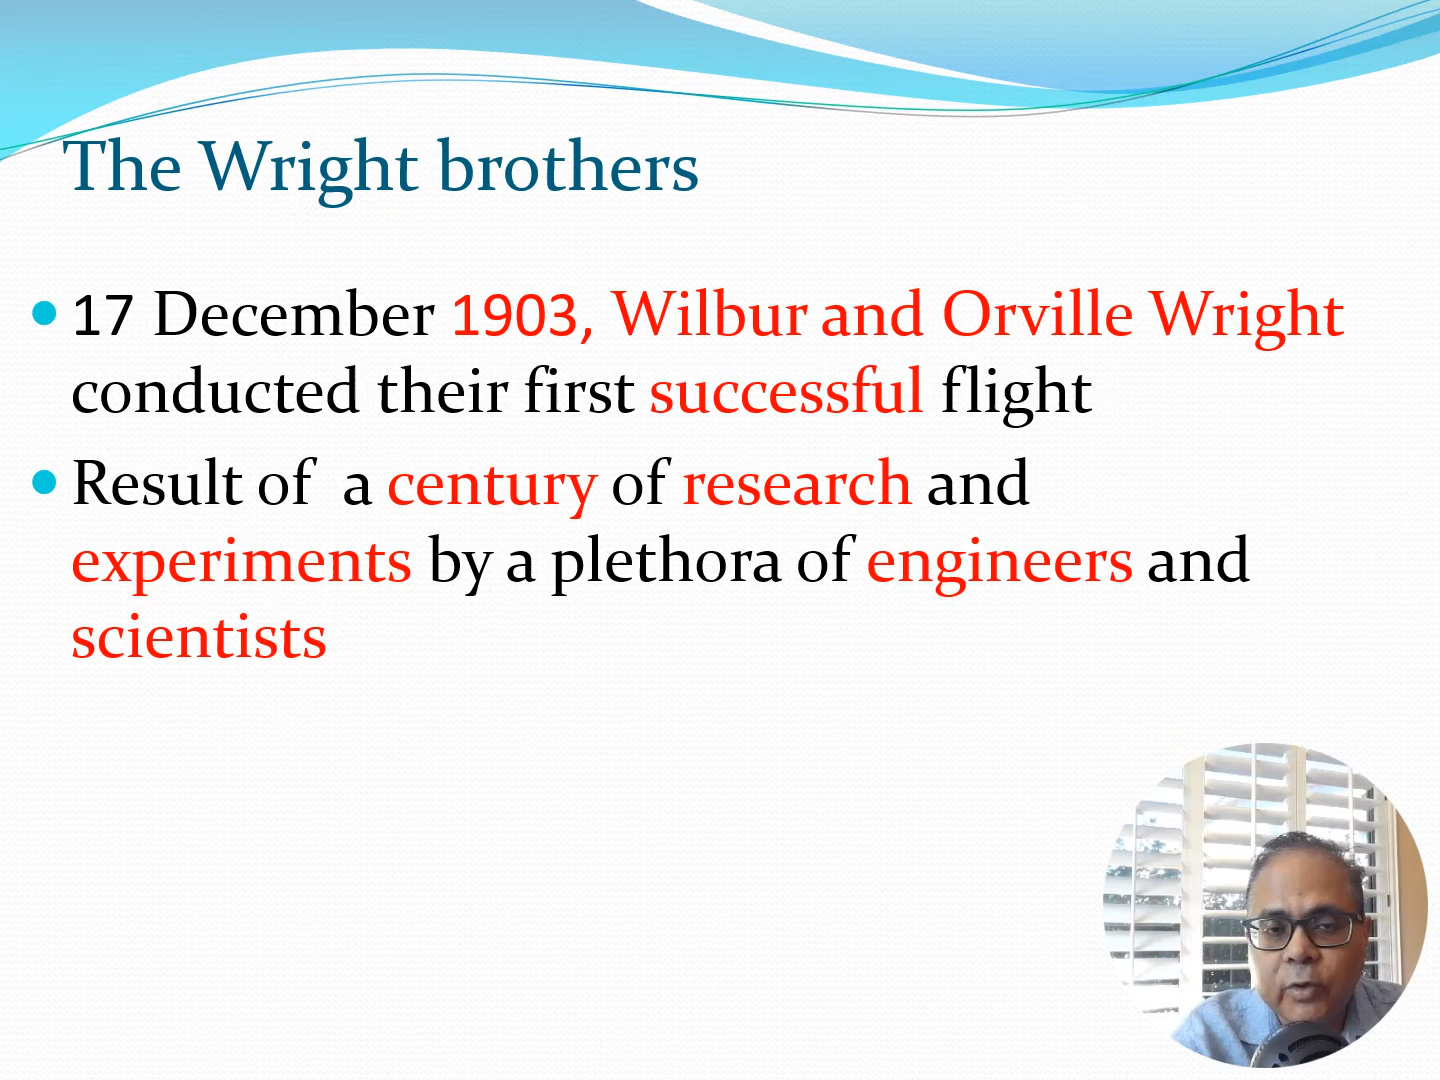 The Wright brothers
17 December 1903, Wilbur and Orville Wright
conducted their first successful flight
Result of a century of research and
experiments by a plethora of engineers and
scientists